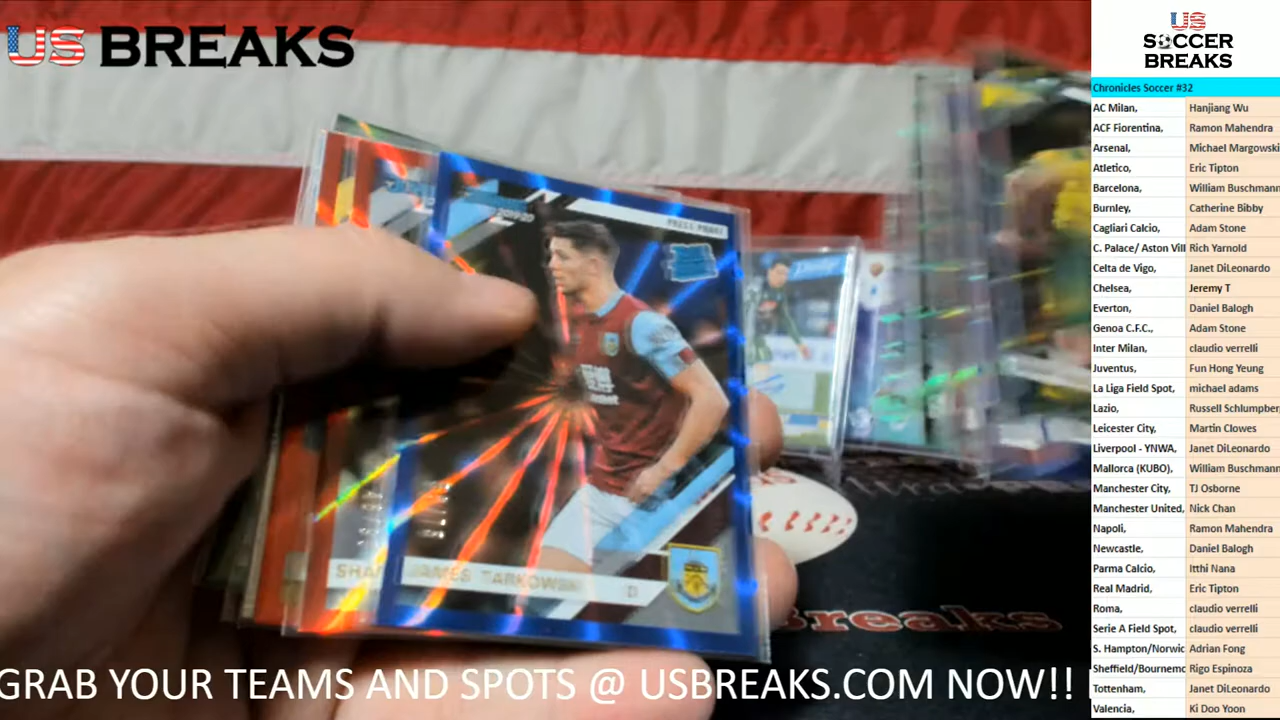 US BREAKS
US
SOCCER
BREAKS
Chronicles Soccer #32
AC Milan, Hanjiang Wu
ACF Fiorentina, Ramon Mahendra
Arsenal, Michael Margowski
Atletico, Eric Tipton
Barcelona, William Buschmann
Burnley, Catherine Bibby
Cagliari Calcio, Adam Stone
C. Palace/ Aston Vill Rich Yarnold
Celta de Vigo, Janet DiLeonardo
Chelsea, Jeremy T
Everton, Daniel Balogh
Genoa C.F.C., Adam Stone
Inter Milan, claudio verrelli
Juventus, Fun Hong Yeung
La Liga Field Spot, michael adams
Lazio, Russell Schlumper
Leicester City, Martin Clowes
Liverpool - YNWA, Janet DiLeonardo
Mallorca (KUBO), William Buschmann
Manchester City, TJ Osborne
Manchester United, Nick Chan
Napoli, Ramon Mahendra
Newcastle, Daniel Balogh
Parma Calcio, Itthi Nana
Real Madrid, Eric Tipton
Roma, claudio verrelli
Serie A Field Spot, claudio verrelli
S. Hampton/Norwic Adrian Fong
Sheffield/Bournemo Rigo Espinoza
Tottenham, Janet DiLeonardo
Valencia, Ki Doo Yoon
PRESS PROOF
SHA
JAMES TARKOWSKI D
Breaks
GRAB YOUR TEAMS AND SPOTS @ USBREAKS.COM NOW!!